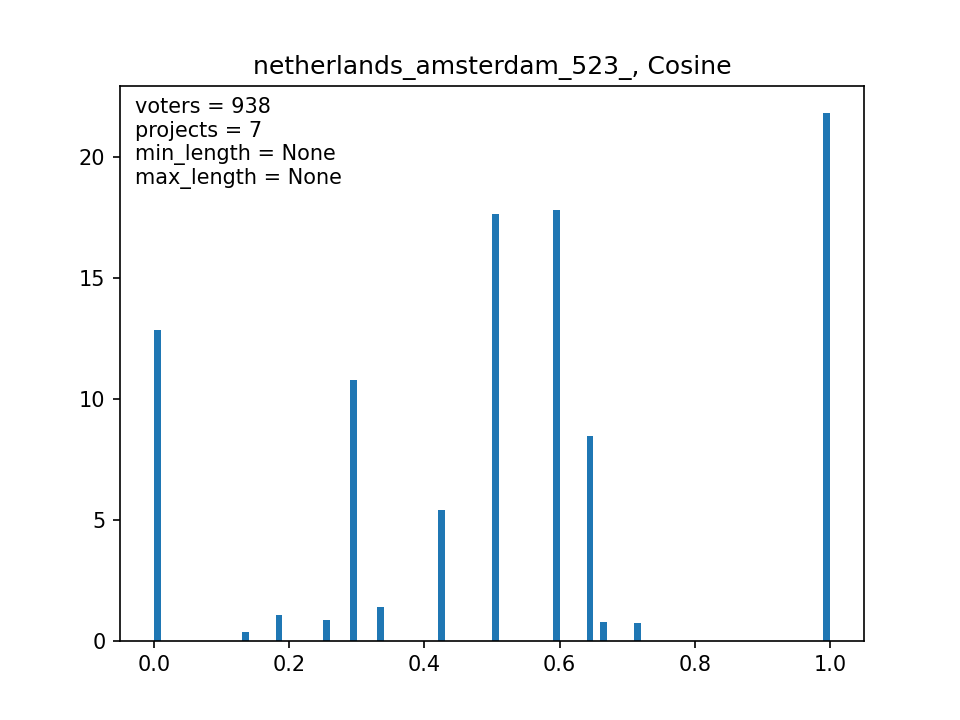 netherlands_amsterdam_523_, Cosine
voters = 938
projects = 7
min_length = None
max_length = None
20
15
10
5
0
0.0 0.2 0.4 0.6 0.8 1.0